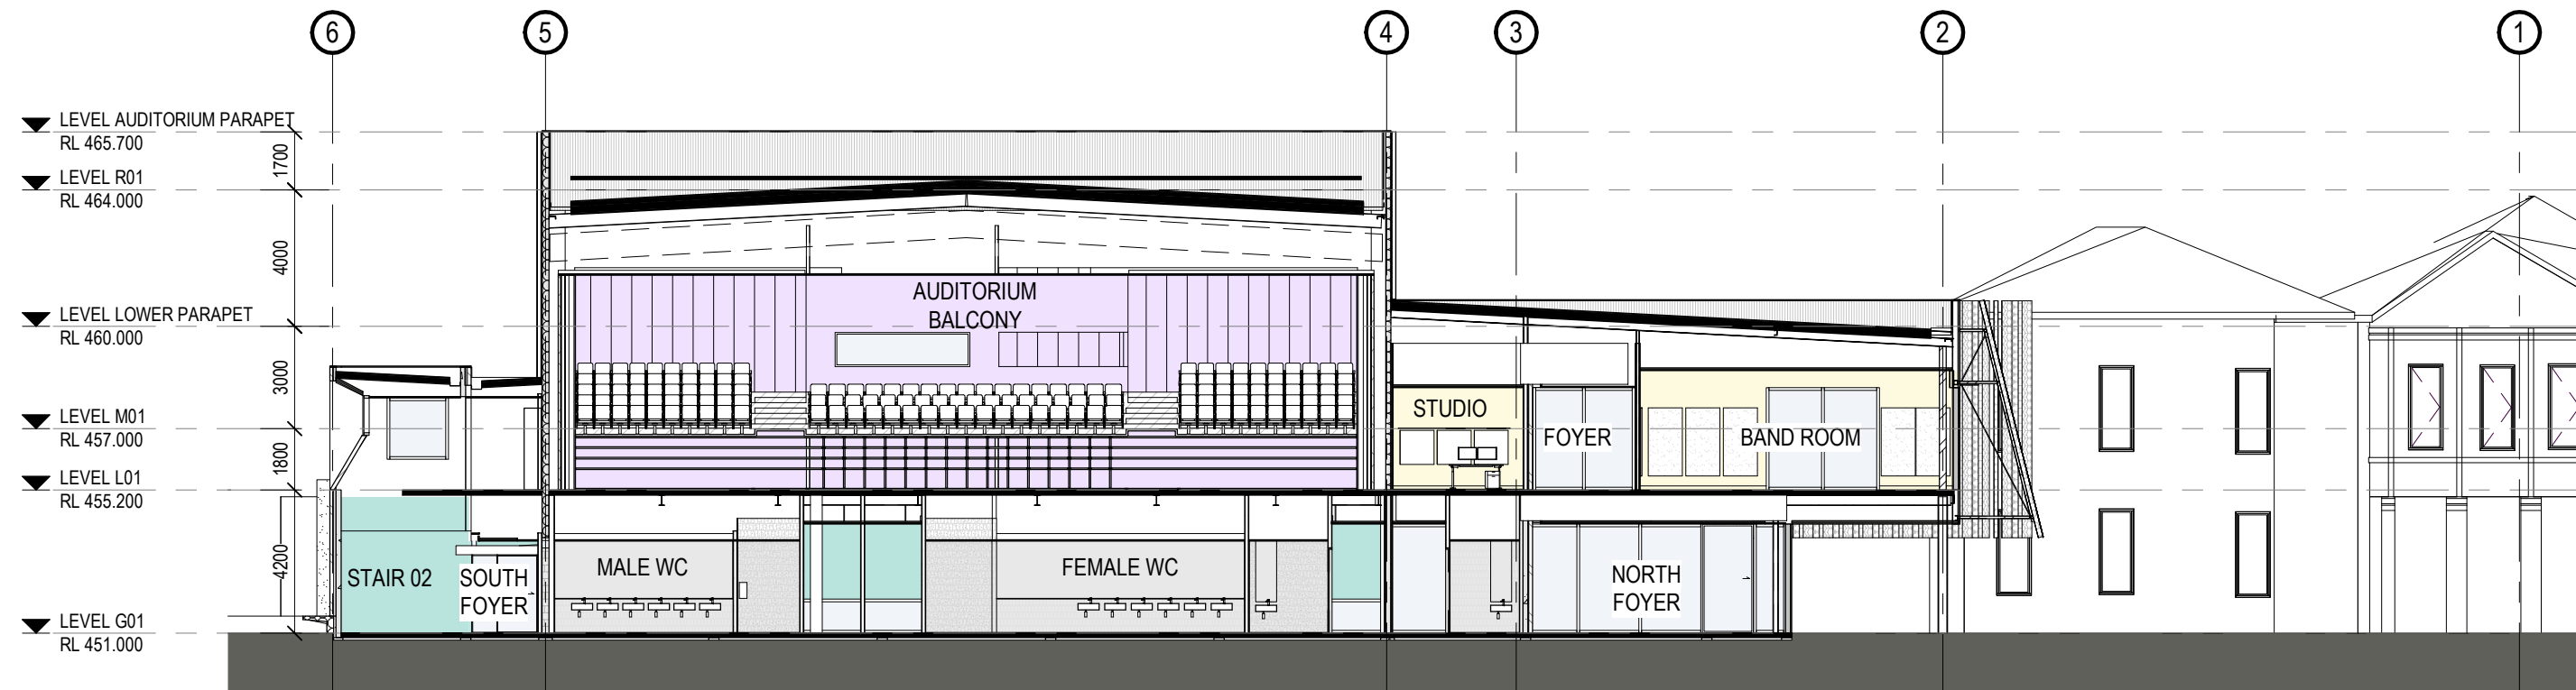 6
5
4
3
2
1
LEVEL AUDITORIUM PARAPET
RL 465.700
1700
LEVEL R01
RL 464.000
4000
LEVEL LOWER PARAPET
RL 460.000
3000
LEVEL M01
RL 457.000
1800
LEVEL L01
RL 455.200
4200
LEVEL G01
RL 451.000
AUDITORIUM
BALCONY
STUDIO
FOYER
BAND ROOM
STAIR 02
SOUTH
FOYER
MALE WC
FEMALE WC
NORTH
FOYER